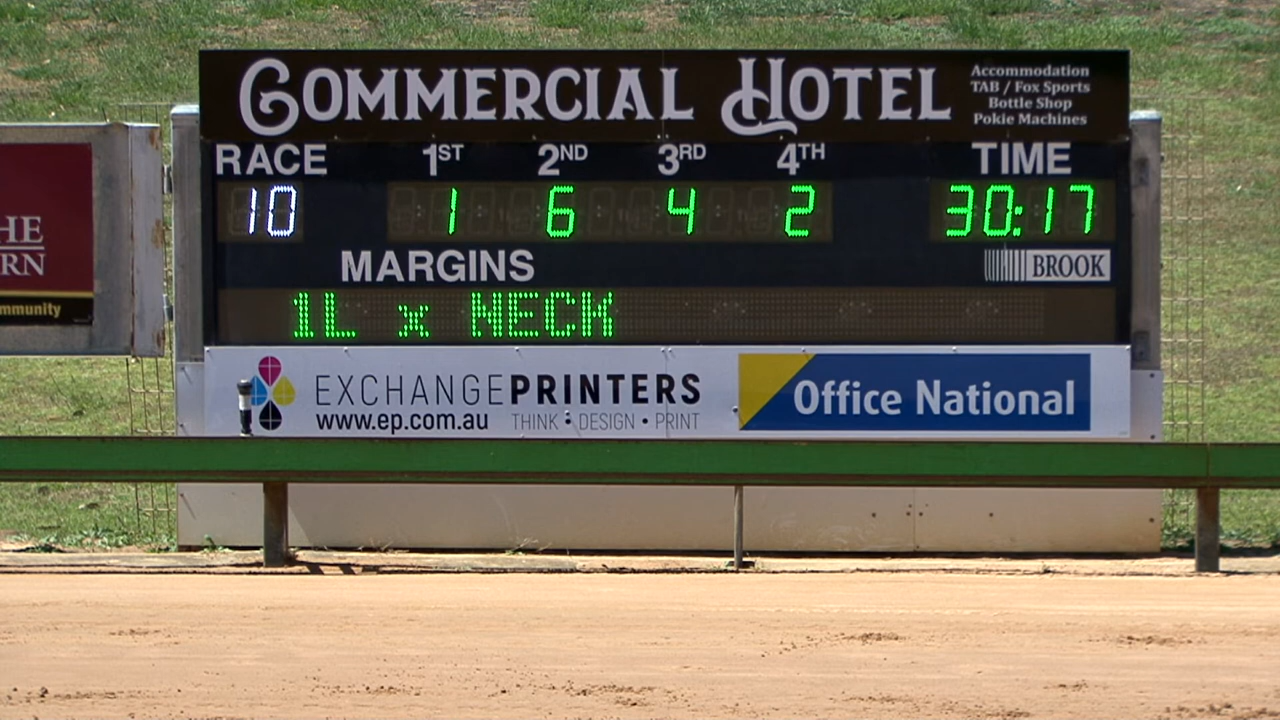 COMMERCIAL HOTEL
Accommodation
TAB / Fox Sports
Bottle Shop
Pokie Machines
RACE 1ST 2ND 3RD 4TH TIME
10 1 6 4 2 30:17
MARGINS
BROOK
1L x NECK
HE
RN
mmunity
EXCHANGEPRINTERS
www.ep.com.au THINK • DESIGN • PRINT
Office National